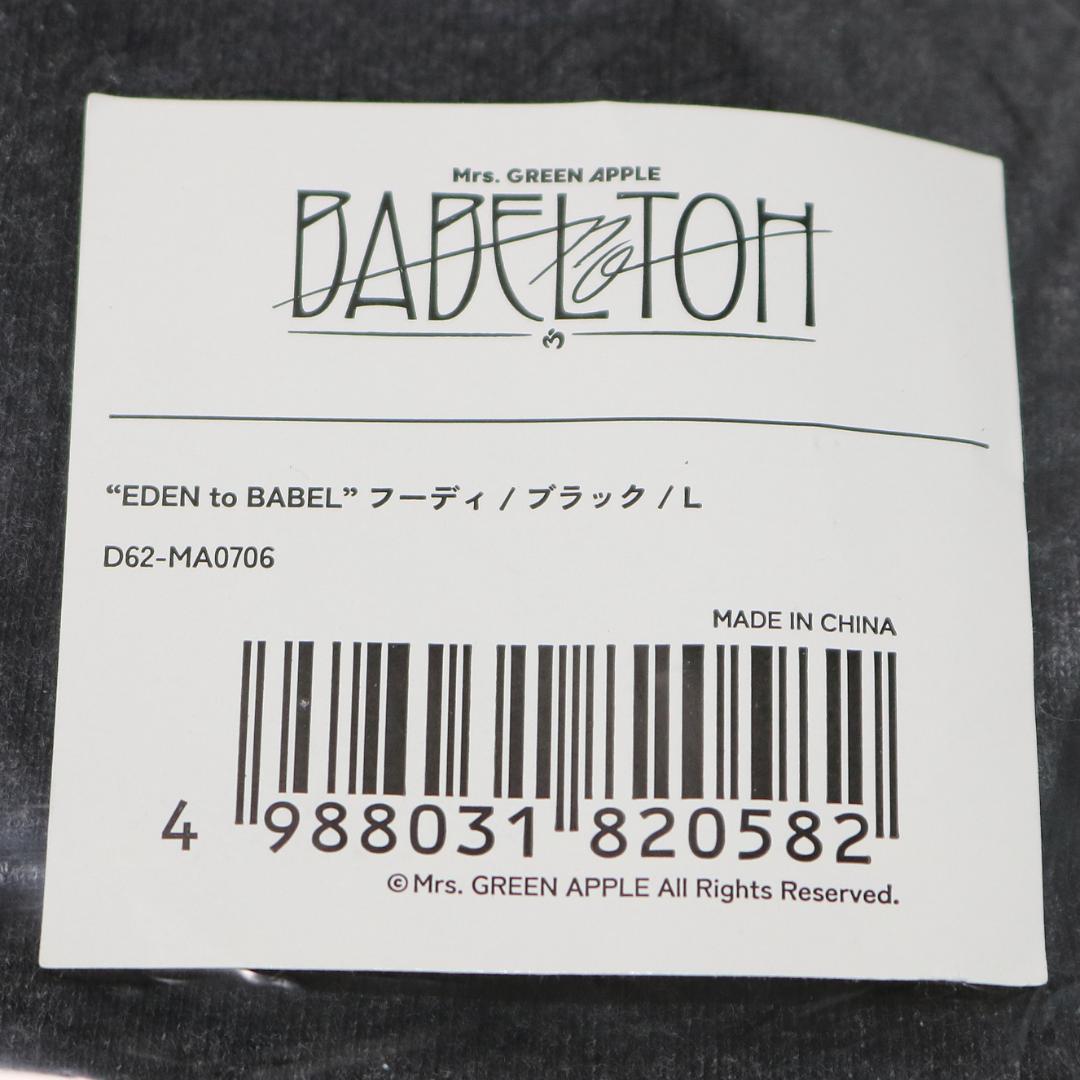 Mrs. GREEN APPLE
BABEL no TOH
“EDEN to BABEL” フーディ / ブラック / L
D62-MA0706
MADE IN CHINA
4 988031 820582
©Mrs. GREEN APPLE All Rights Reserved.